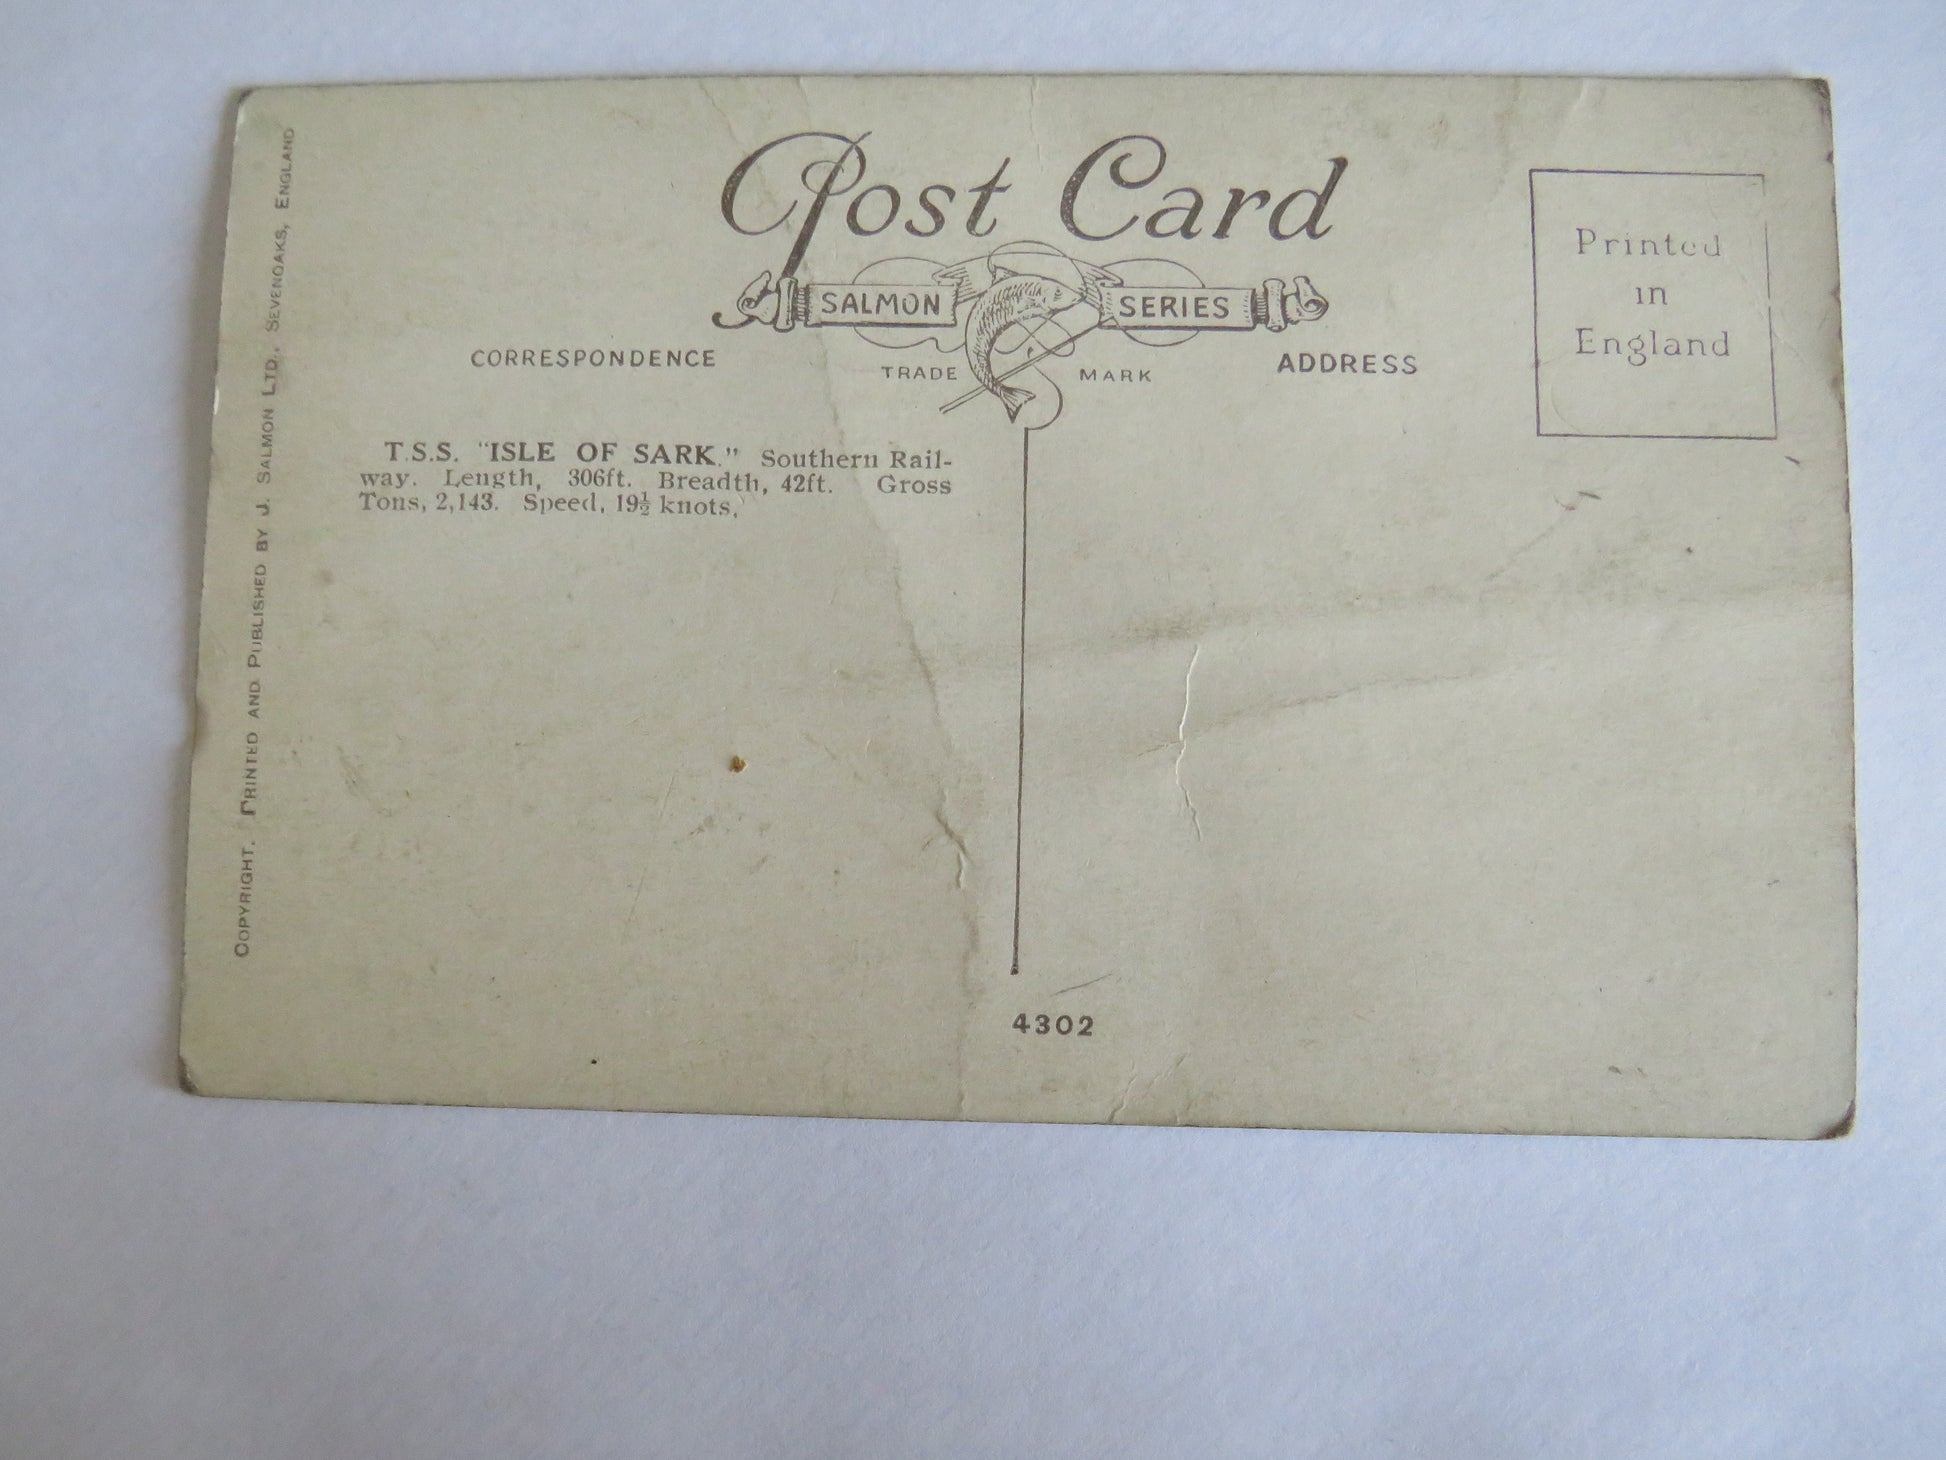 Post Card
SALMON SERIES
TRADE MARK
CORRESPONDENCE
ADDRESS
Printed
in
England
T.S.S. "ISLE OF SARK." Southern Rail-
way. Length, 306ft. Breadth, 42ft. Gross
Tons, 2,143. Speed, 19½ knots.
COPYRIGHT. PRINTED AND PUBLISHED BY J. SALMON LTD., SEVENOAKS, ENGLAND
4302